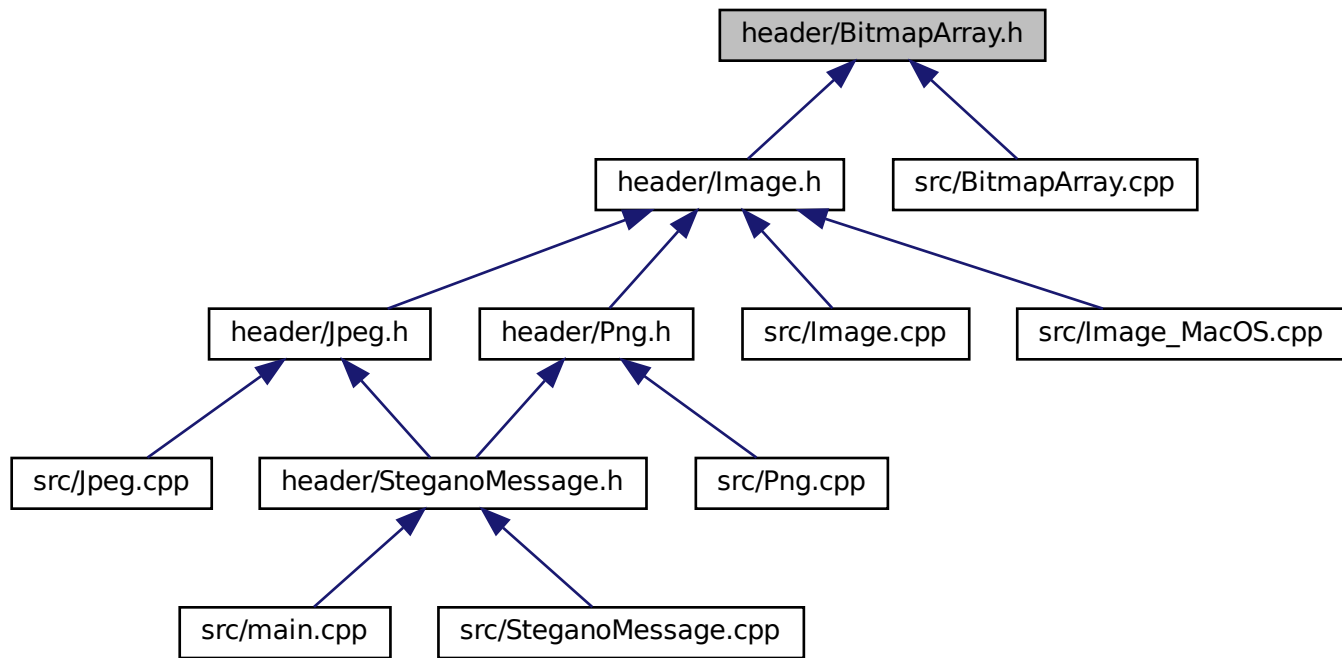 header/BitmapArray.h
header/Image.h
src/BitmapArray.cpp
header/Jpeg.h
header/Png.h
src/Image.cpp
src/Image_MacOS.cpp
src/Jpeg.cpp
header/SteganoMessage.h
src/Png.cpp
src/main.cpp
src/SteganoMessage.cpp